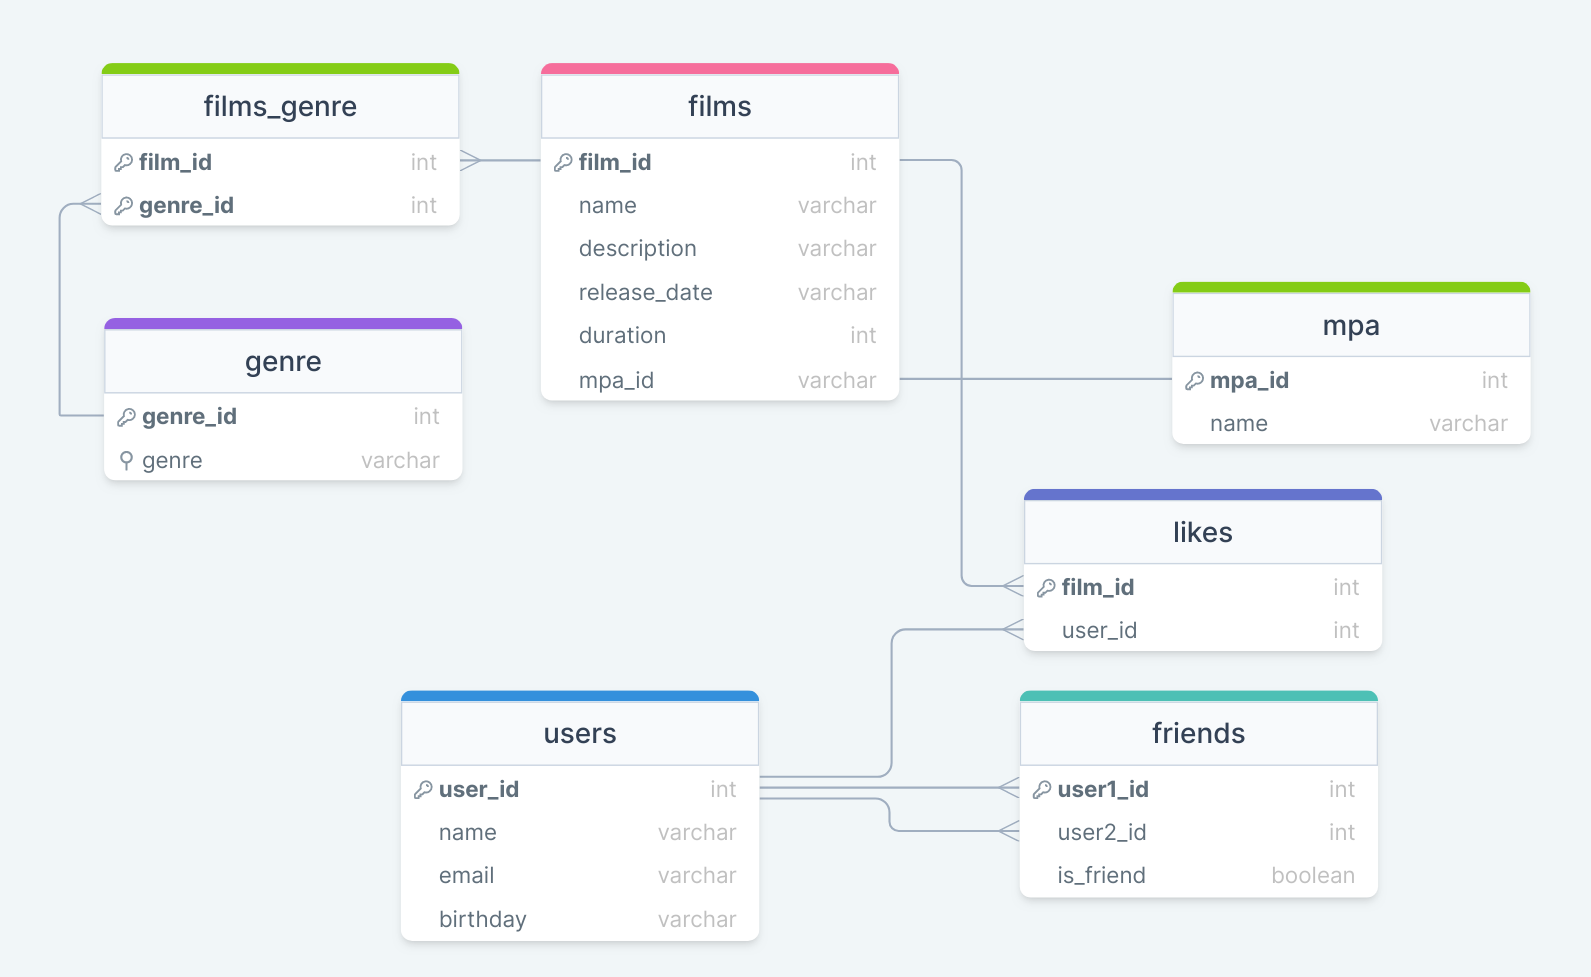 films_genre
film_id int
genre_id int
films
film_id int
name varchar
description varchar
release_date varchar
duration int
mpa_id varchar
genre
genre_id int
genre varchar
mpa
mpa_id int
name varchar
likes
film_id int
user_id int
users
user_id int
name varchar
email varchar
birthday varchar
friends
user1_id int
user2_id int
is_friend boolean